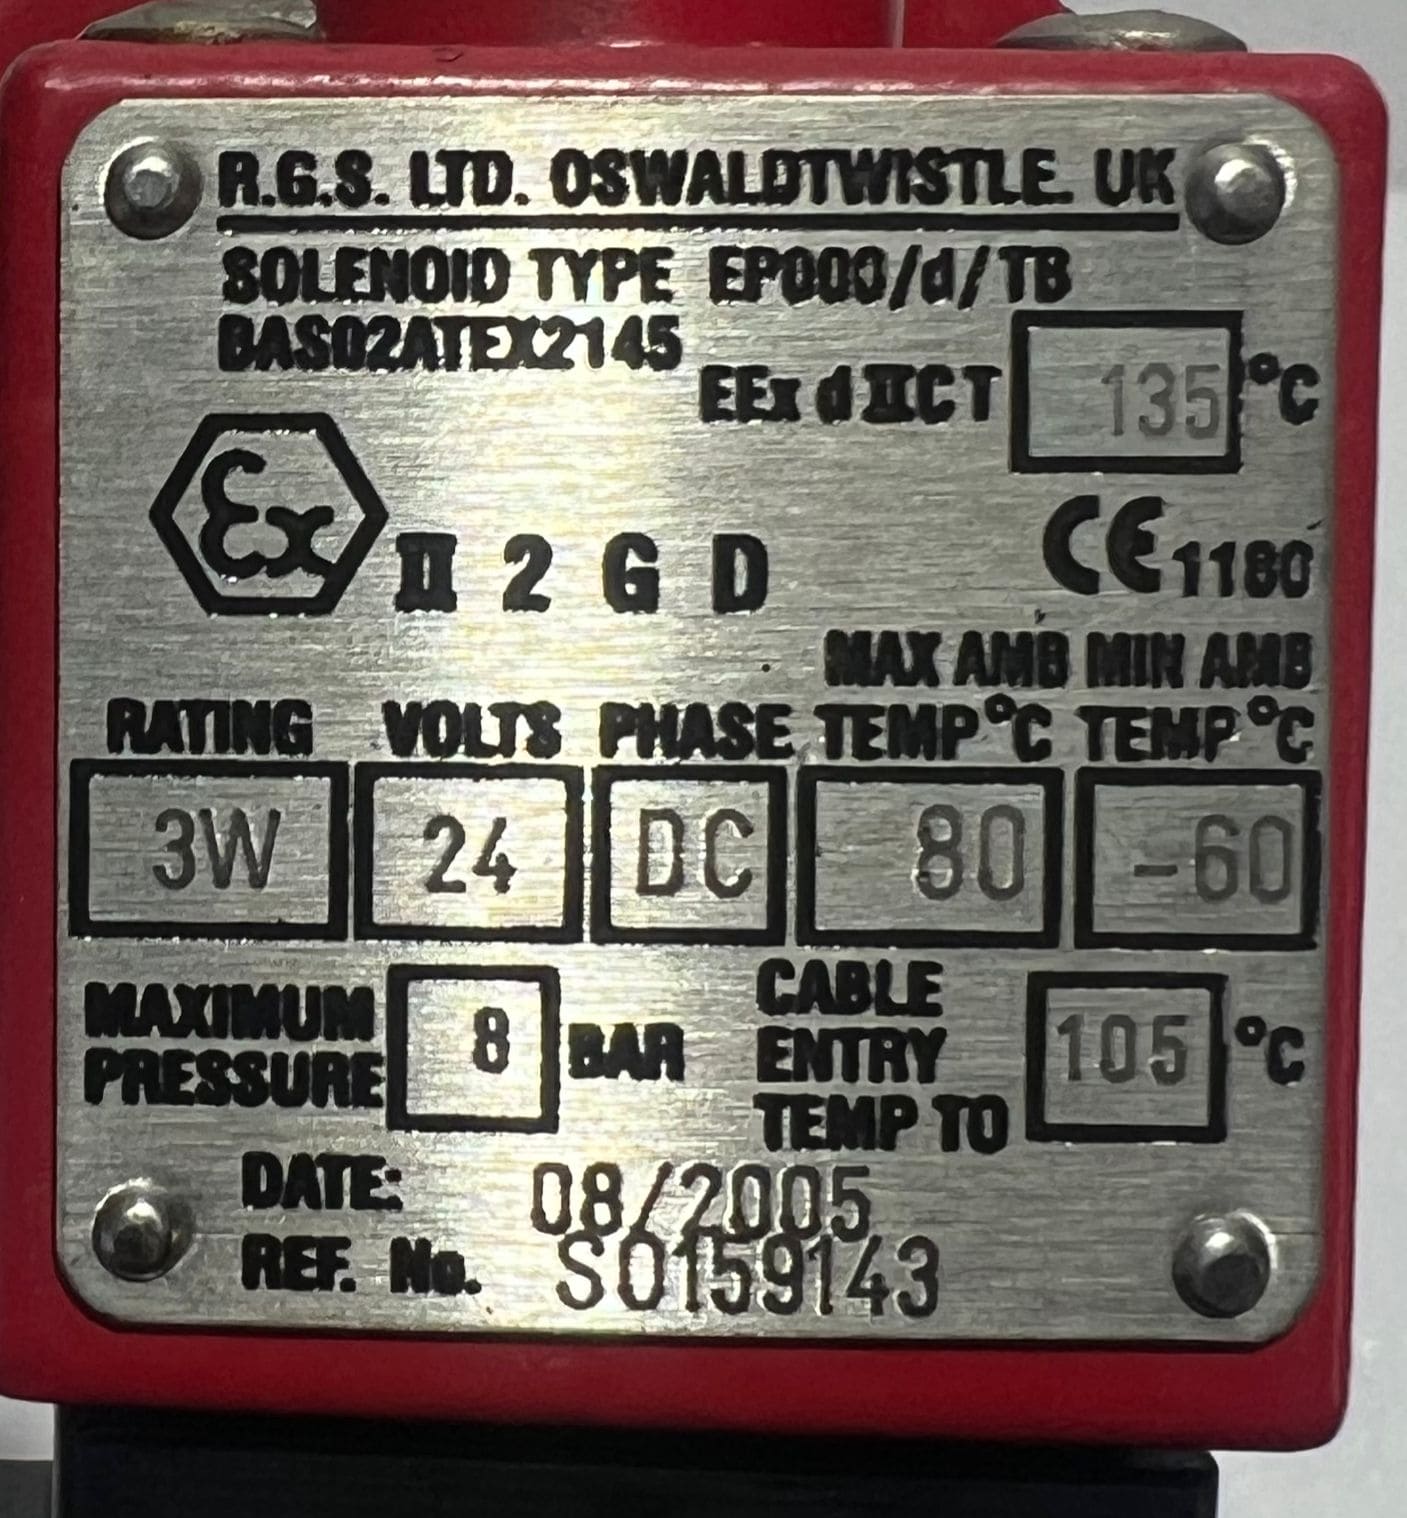 R.G.S. LTD. OSWALDTWISTLE. UK
SOLENOID TYPE EP000/d/TB
BAS02ATEX2145
EEx d IICT 135 °C
Ex II 2 G D CE 1180
RATING VOLTS PHASE MAX AMB TEMP °C MIN AMB TEMP °C
3W 24 DC 80 -60
MAXIMUM PRESSURE 8 BAR
CABLE ENTRY TEMP TO 105 °C
DATE: 08/2005
REF. No. S0159143